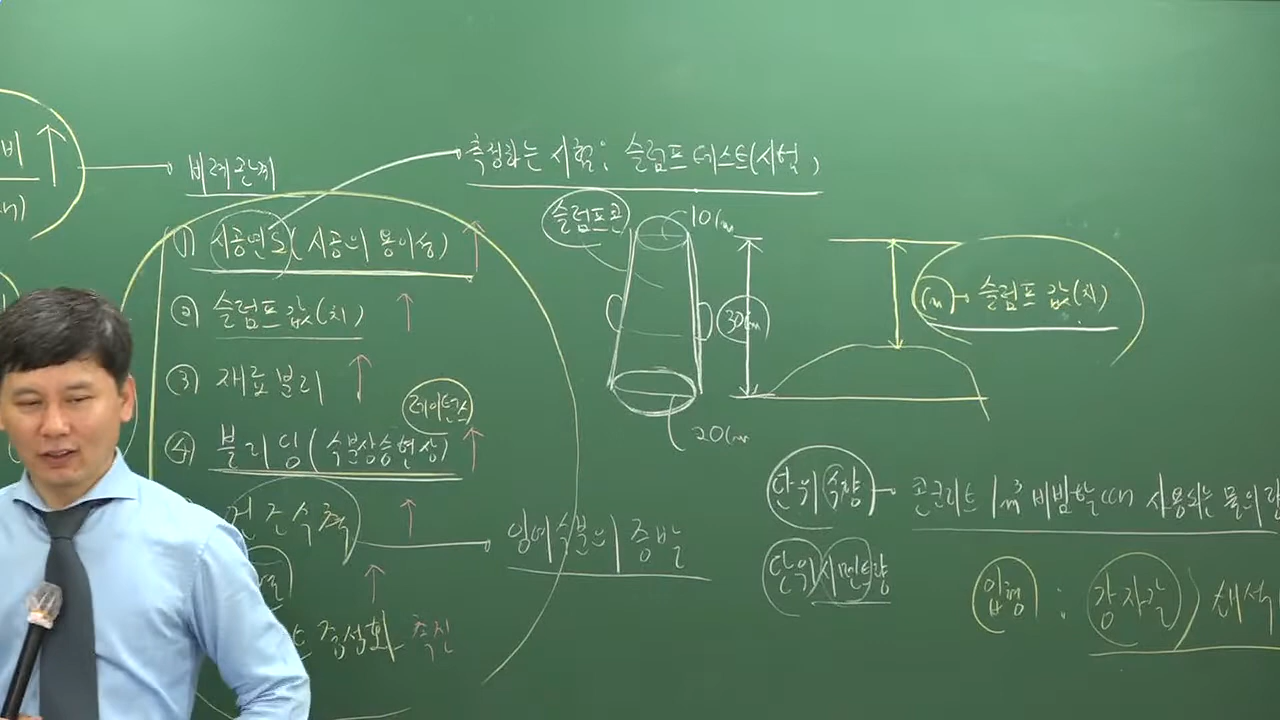 비 ↑
비례관계
측정하는 시험: 슬럼프 테스트(시험)
① 시공연도(시공의 용이성) ↑
② 슬럼프 값(치) ↑
③ 재료분리 ↑
레이턴스
④ 블리딩(수분상승현상) ↑
건조수축 ↑
잉여수분의 증발
중성화 촉진
슬럼프콘
10cm
30cm
20cm
cm → 슬럼프 값(치)
단위수량 → 콘크리트 1m³ 비빔할 때 사용되는 물의 량
단위시멘트량
입형 : 강자갈 > 쇄석